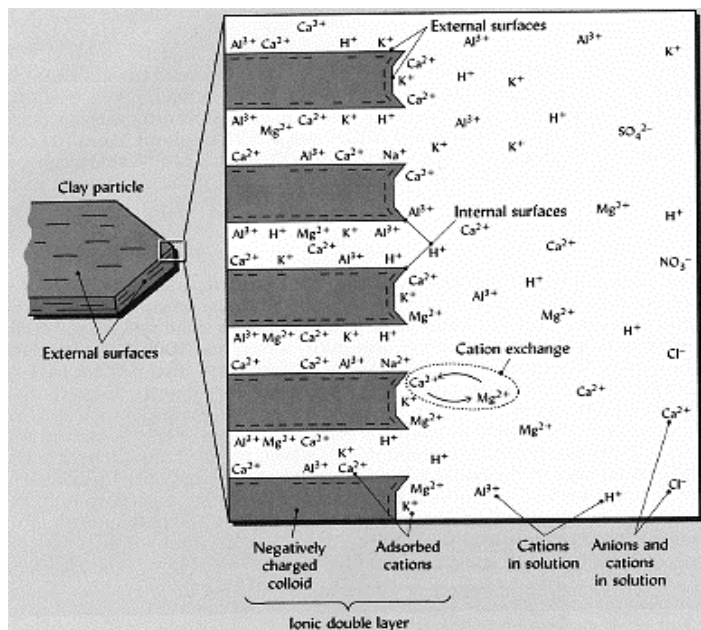 Ca2+
External surfaces
Al3+ Ca2+ H+ K+ Al3+ Al3+ K+
Ca2+
K+ H+ K+
Ca2+
Al3+ Mg2+ Ca2+ K+ H+ Al3+ H+ SO42–
Ca2+ Al3+ Ca2+ Na+ K+ K+
Ca2+
Clay particle
Al3+ Internal surfaces Mg2+ H+
Al3+ H+ Mg2+ K+ Al3+ Ca2+
Ca2+ Ca2+
Ca2+ K+ Al3+ H+ H+ NO3–
Ca2+ H+
K+ Al3+
Mg2+ Mg2+
H+
Al3+ Mg2+ Ca2+ K+ H+
External surfaces
Cation exchange
Ca2+ Ca2+ Al3+ Na2+ Cl–
Ca2+
K+ Mg2+ Ca2+
Mg2+ Ca2+
Mg2+
Al3+ Mg2+ Ca2+ H+
K+ H+
Ca2+ Al3+ Ca2+
Mg2+ Al3+ H+ Cl–
K+
Negatively charged colloid
Adsorbed cations
Cations in solution
Anions and cations in solution
Ionic double layer